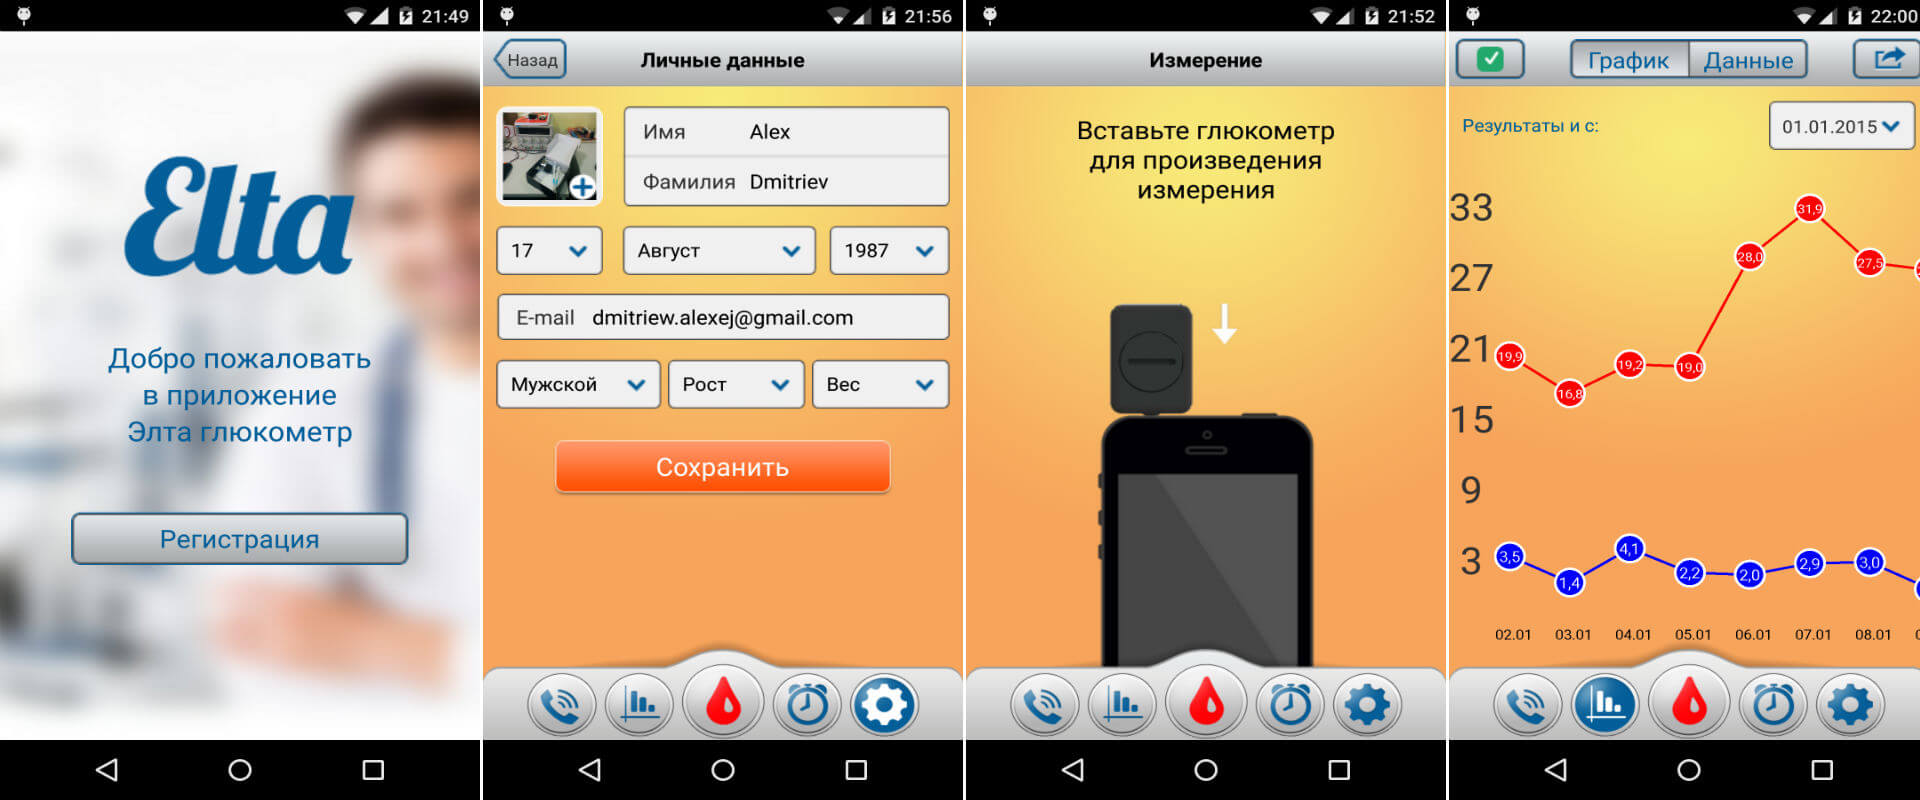 21:49
Elta
Добро пожаловать
в приложение
Элта глюкометр
Регистрация
21:56
Назад
Личные данные
Имя Alex
Фамилия Dmitriev
17 Август 1987
E-mail dmitriew.alexej@gmail.com
Мужской Рост Вес
Сохранить
21:52
Измерение
Вставьте глюкометр
для произведения
измерения
22:00
График Данные
Результаты и с: 01.01.2015
33
27
21
15
9
3
19,9 16,8 19,2 19,0 28,0 31,9 27,5
3,5 1,4 4,1 2,2 2,0 2,9 3,0
02.01 03.01 04.01 05.01 06.01 07.01 08.01